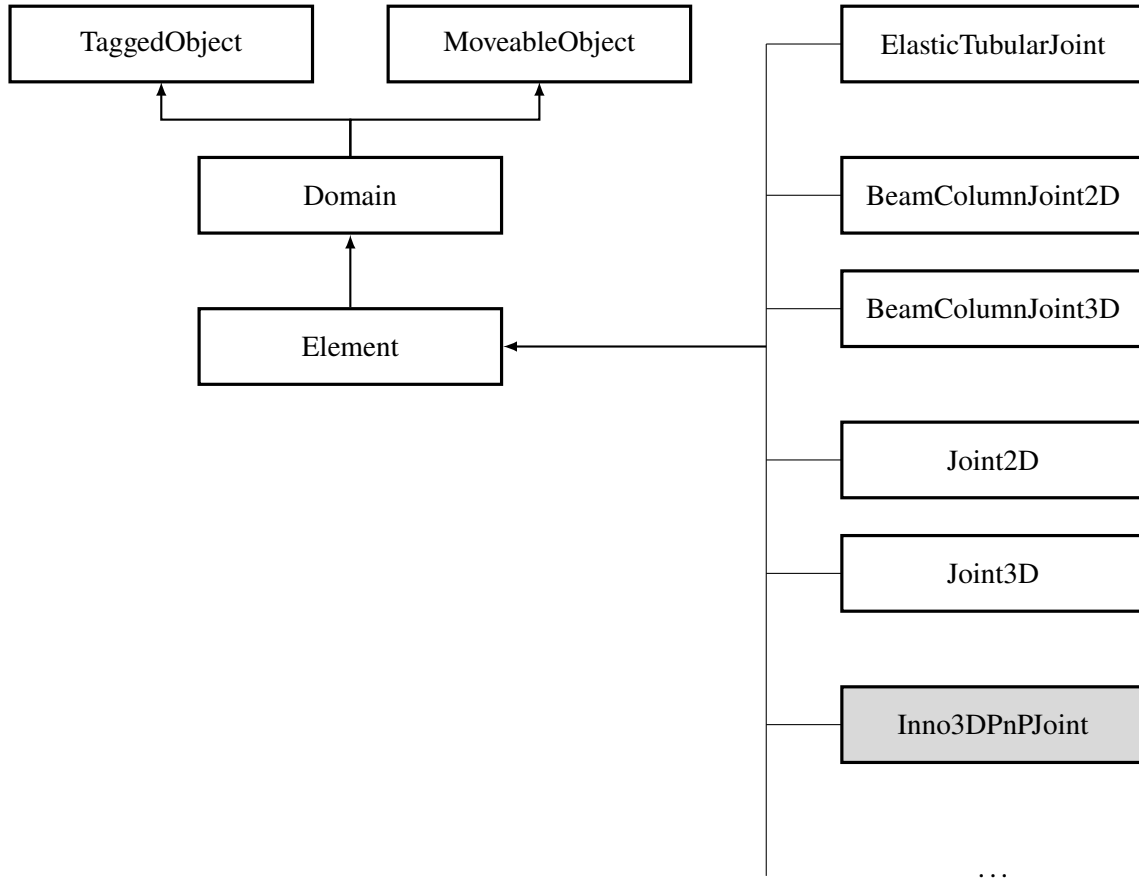 TaggedObject
MoveableObject
Domain
Element
ElasticTubularJoint
BeamColumnJoint2D
BeamColumnJoint3D
Joint2D
Joint3D
Inno3DPnPJoint
...